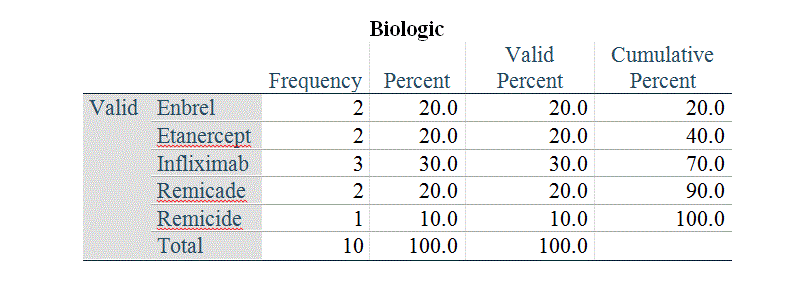 Biologic
Frequency Percent Valid Percent Cumulative Percent
Valid Enbrel 2 20.0 20.0 20.0
Etanercept 2 20.0 20.0 40.0
Infliximab 3 30.0 30.0 70.0
Remicade 2 20.0 20.0 90.0
Remicide 1 10.0 10.0 100.0
Total 10 100.0 100.0